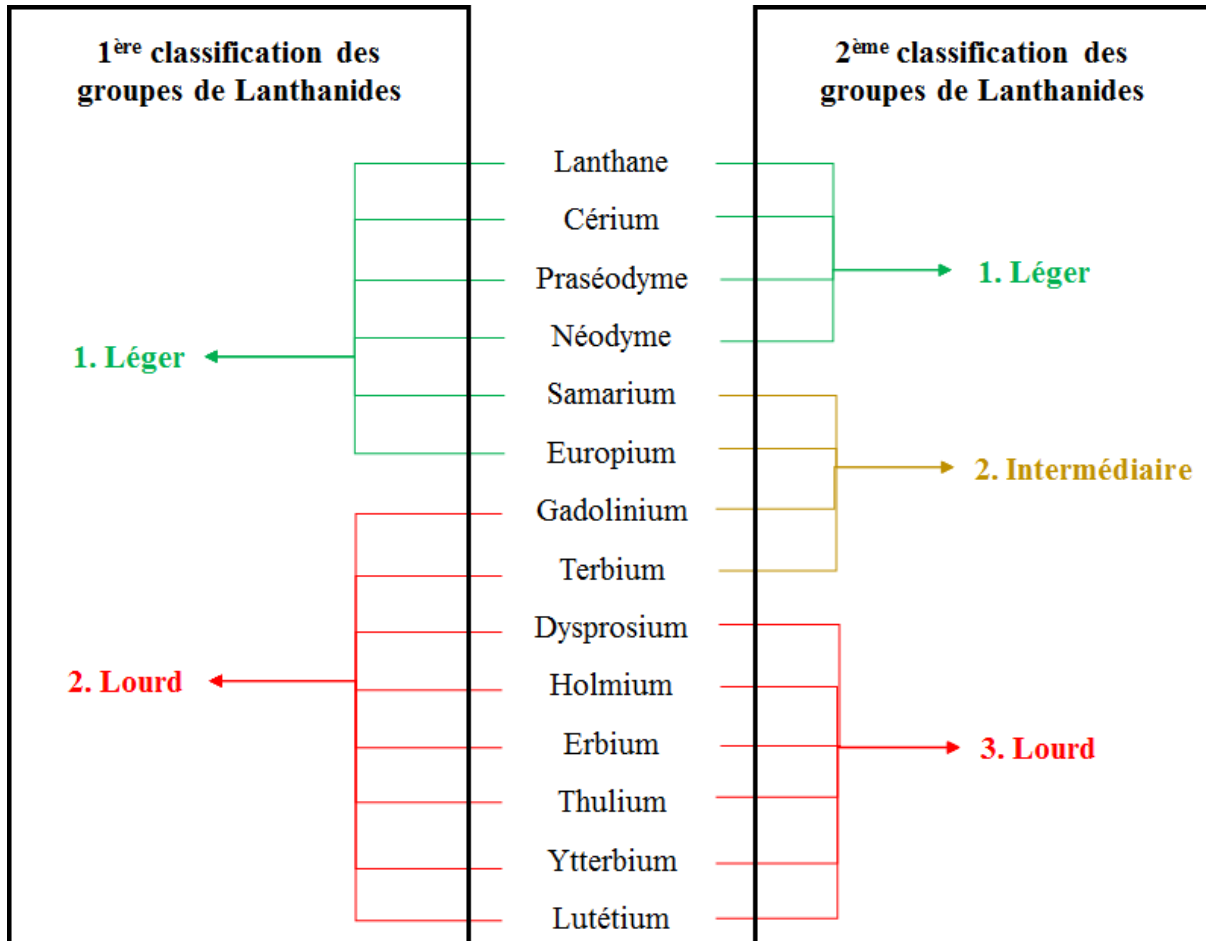 1ère classification des
groupes de Lanthanides
2ème classification des
groupes de Lanthanides
Lanthane
Cérium
Praséodyme
Néodyme
Samarium
Europium
Gadolinium
Terbium
Dysprosium
Holmium
Erbium
Thulium
Ytterbium
Lutétium
1. Léger
2. Lourd
1. Léger
2. Intermédiaire
3. Lourd